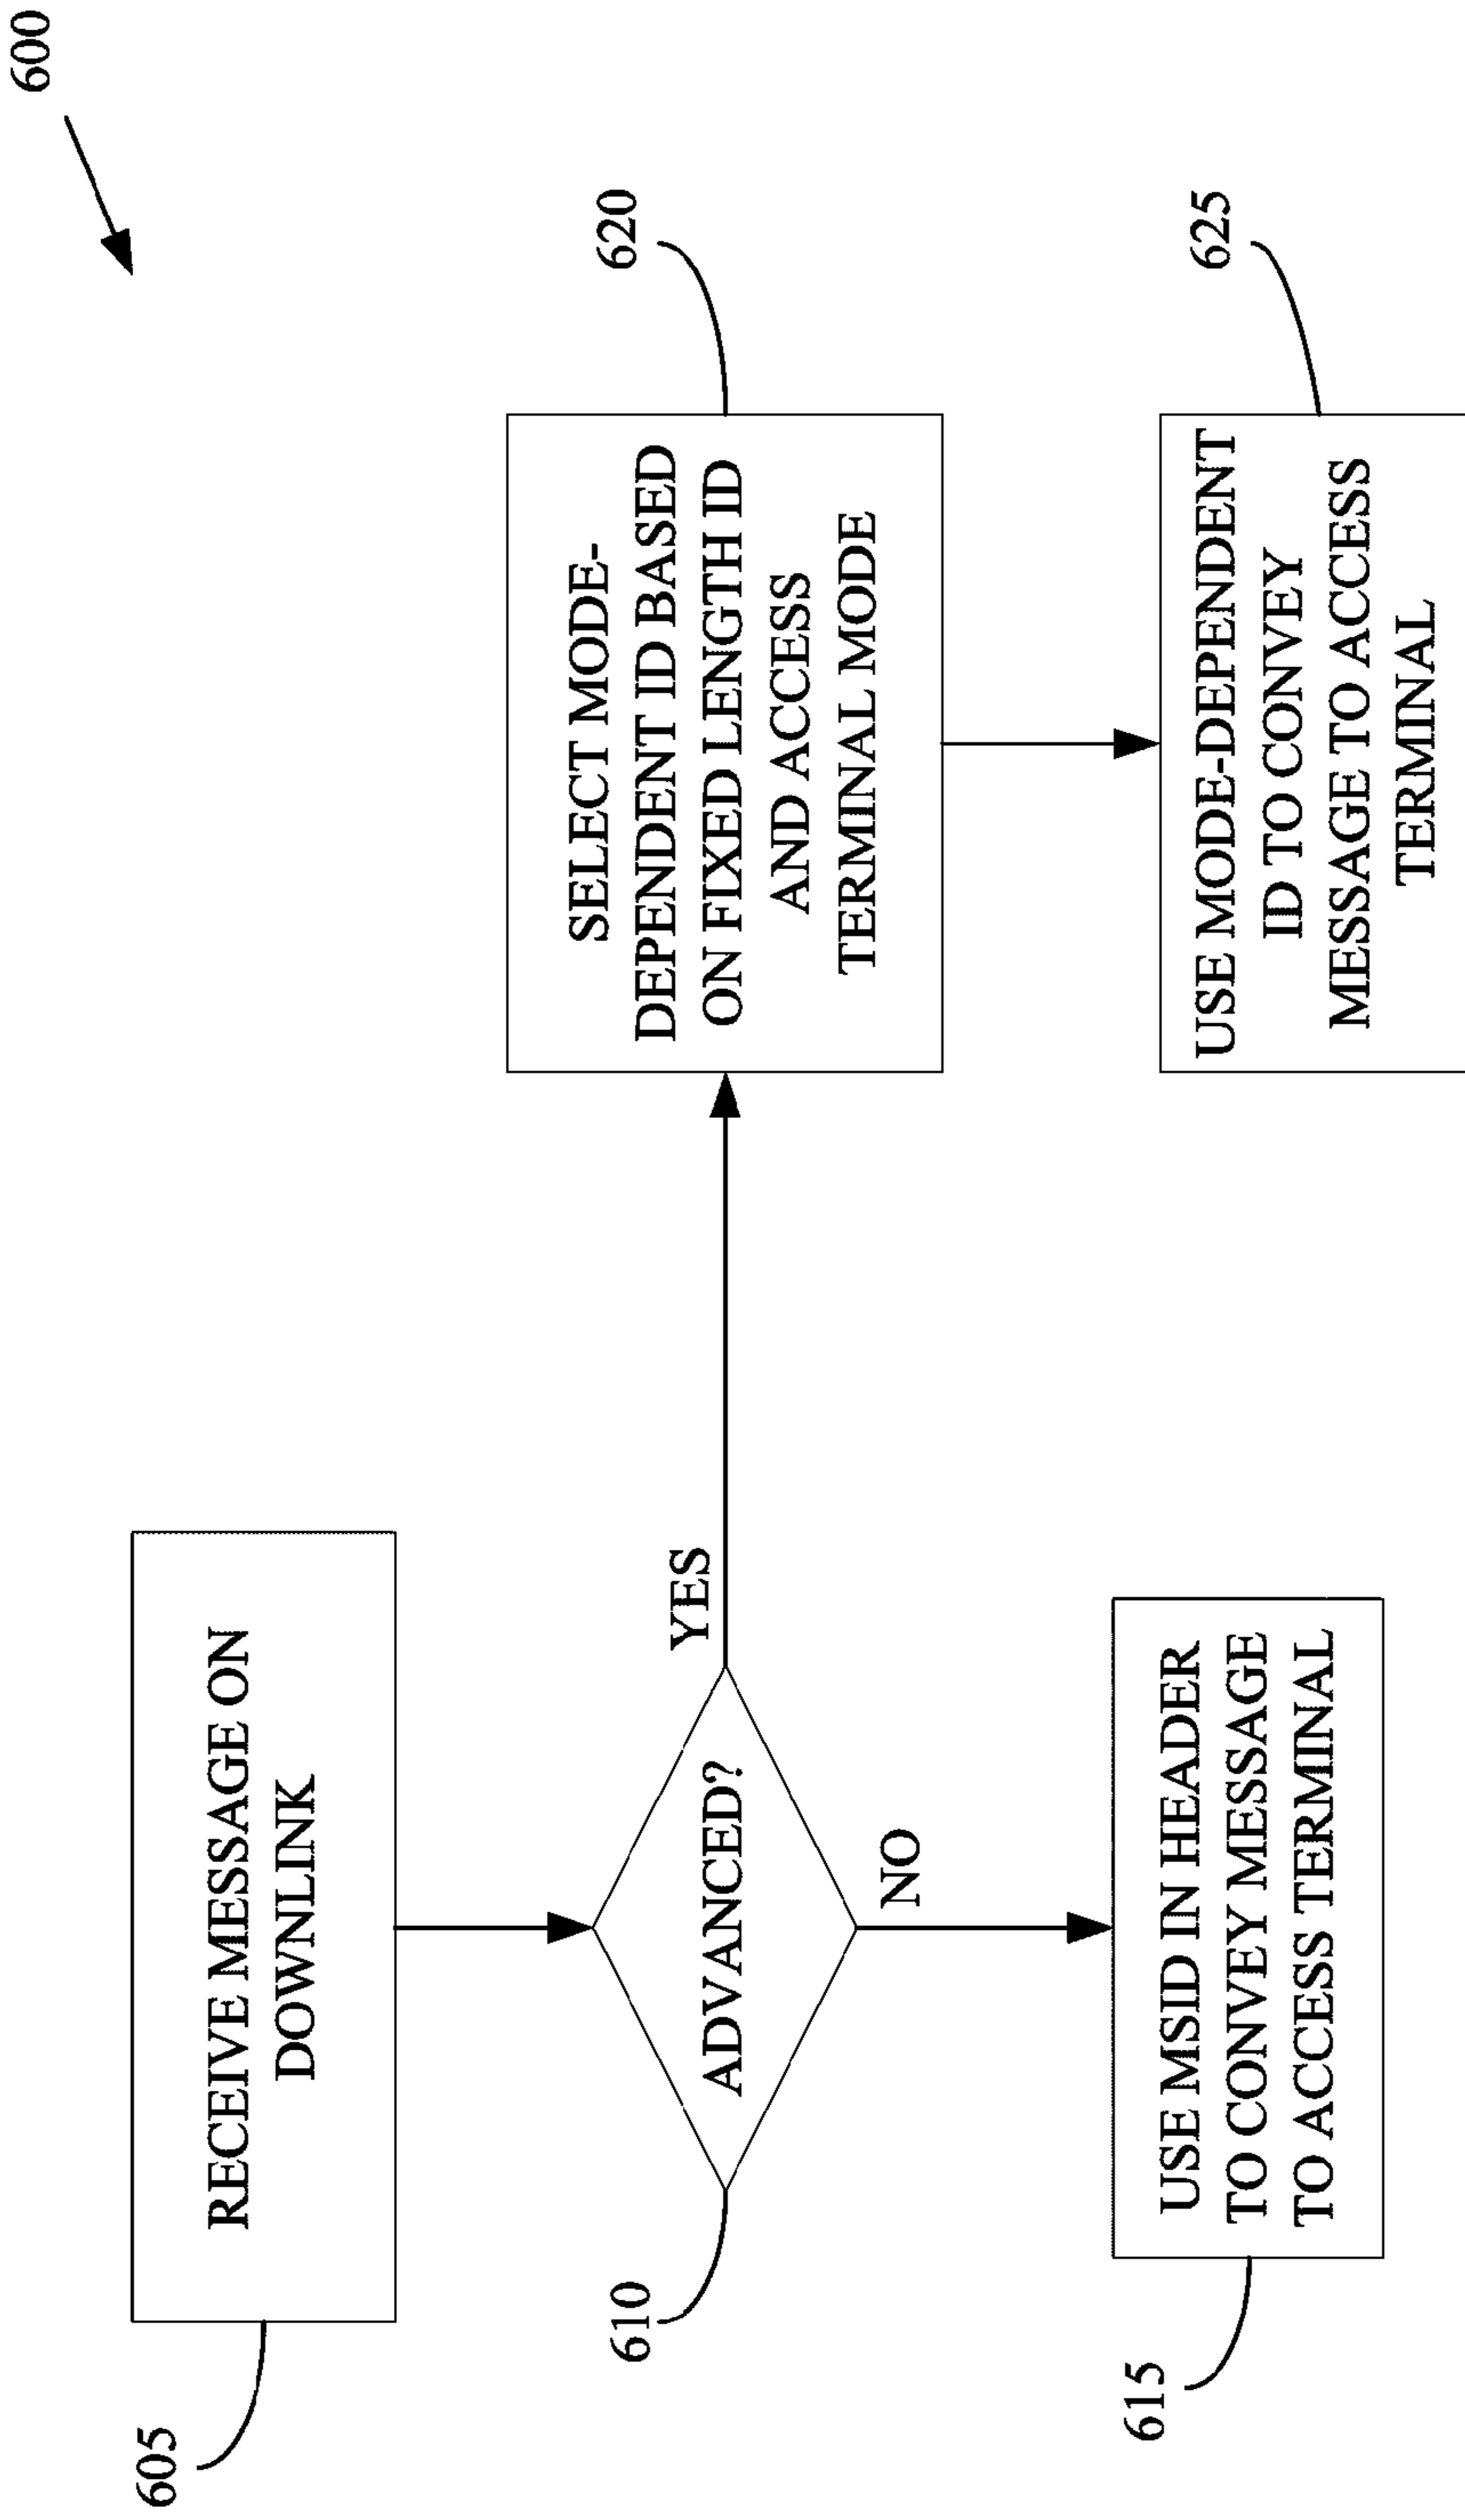 600
605
RECEIVE MESSAGE ON
DOWNLINK
610
ADVANCED?
YES
NO
620
SELECT MODE-
DEPENDENT ID BASED
ON FIXED LENGTH ID
AND ACCESS
TERMINAL MODE
615
USE MSID IN HEADER
TO CONVEY MESSAGE
TO ACCESS TERMINAL
625
USE MODE-DEPENDENT
ID TO CONVEY
MESSAGE TO ACCESS
TERMINAL